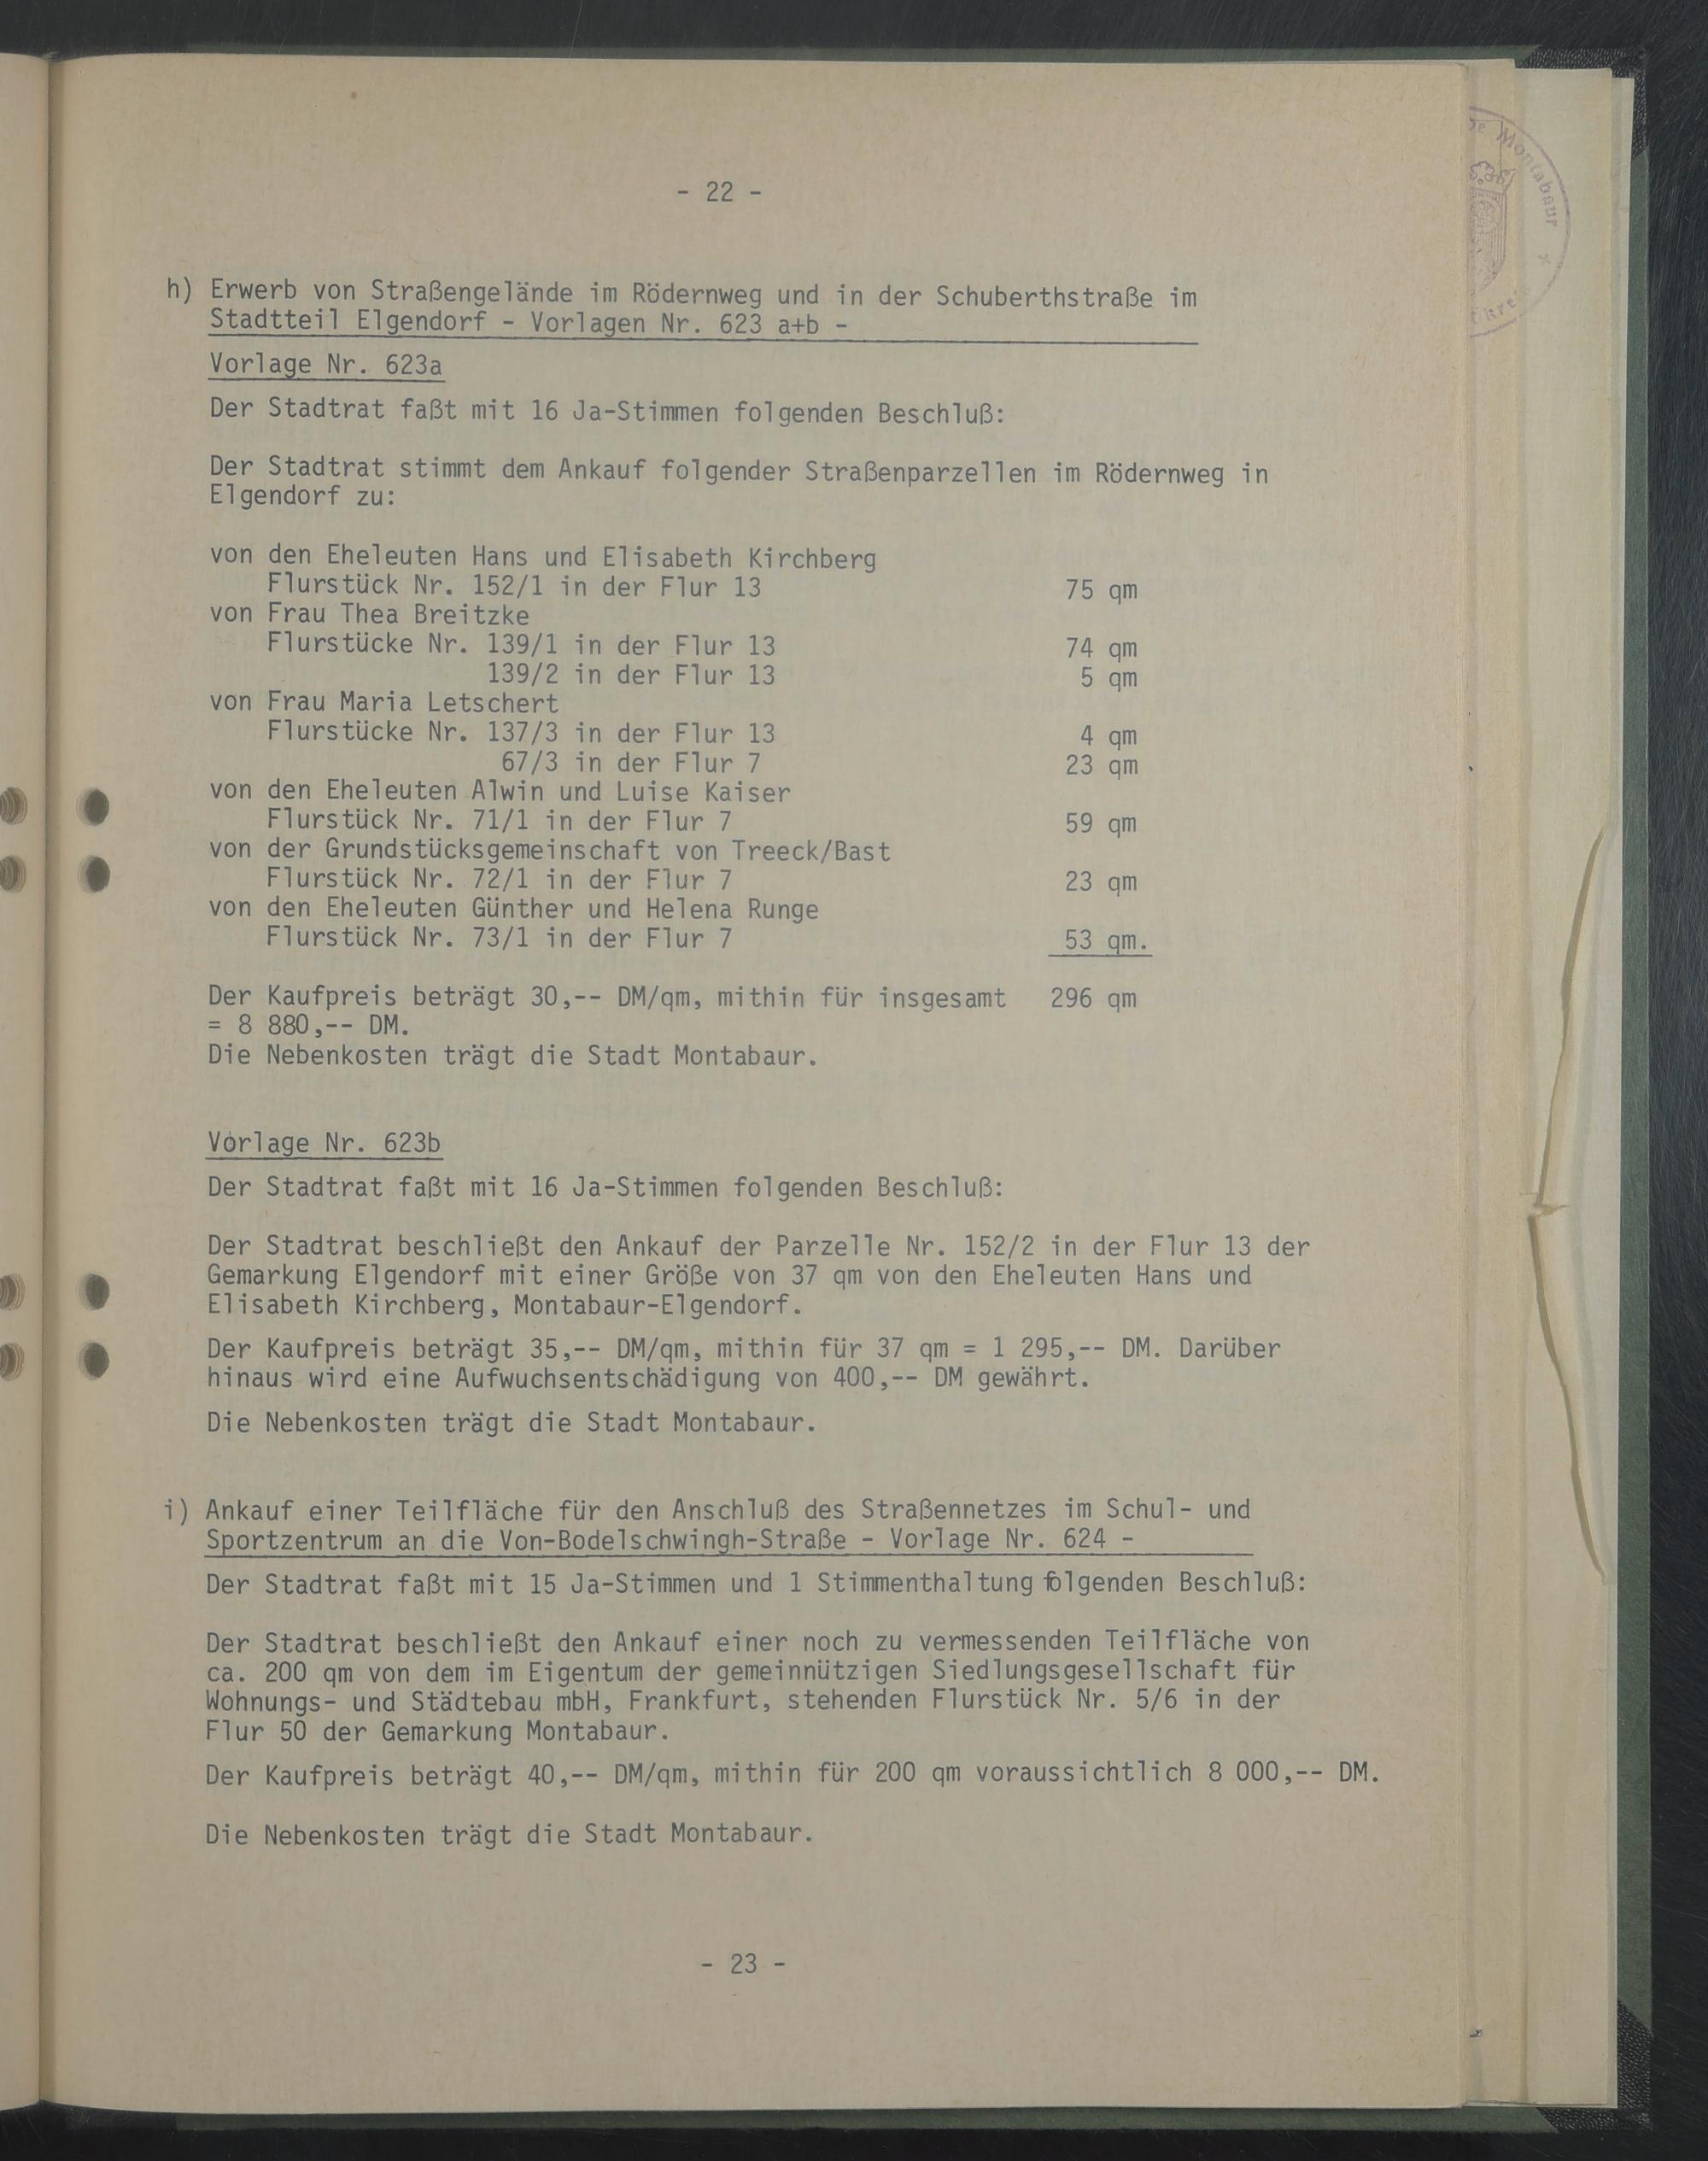 - 22 -
h) Erwerb von Straßengelände im Rödernweg und in der Schuberthstraße im
Stadtteil Elgendorf - Vorlagen Nr. 623 a+b -
Vorlage Nr. 623a
Der Stadtrat faßt mit 16 Ja-Stimmen folgenden Beschluß:
Der Stadtrat stimmt dem Ankauf folgender Straßenparzellen im Rödernweg in
Elgendorf zu:
von den Eheleuten Hans und Elisabeth Kirchberg
Flurstück Nr. 152/1 in der Flur 13 75 qm
von Frau Thea Breitzke
Flurstücke Nr. 139/1 in der Flur 13 74 qm
139/2 in der Flur 13 5 qm
von Frau Maria Letschert
Flurstücke Nr. 137/3 in der Flur 13 4 qm
67/3 in der Flur 7 23 qm
von den Eheleuten Alwin und Luise Kaiser
Flurstück Nr. 71/1 in der Flur 7 59 qm
von der Grundstücksgemeinschaft von Treeck/Bast
Flurstück Nr. 72/1 in der Flur 7 23 qm
von den Eheleuten Günther und Helena Runge
Flurstück Nr. 73/1 in der Flur 7 53 qm.
Der Kaufpreis beträgt 30,-- DM/qm, mithin für insgesamt 296 qm
= 8 880,-- DM.
Die Nebenkosten trägt die Stadt Montabaur.
Vorlage Nr. 623b
Der Stadtrat faßt mit 16 Ja-Stimmen folgenden Beschluß:
Der Stadtrat beschließt den Ankauf der Parzelle Nr. 152/2 in der Flur 13 der
Gemarkung Elgendorf mit einer Größe von 37 qm von den Eheleuten Hans und
Elisabeth Kirchberg, Montabaur-Elgendorf.
Der Kaufpreis beträgt 35,-- DM/qm, mithin für 37 qm = 1 295,-- DM. Darüber
hinaus wird eine Aufwuchsentschädigung von 400,-- DM gewährt.
Die Nebenkosten trägt die Stadt Montabaur.
i) Ankauf einer Teilfläche für den Anschluß des Straßennetzes im Schul- und
Sportzentrum an die Von-Bodelschwingh-Straße - Vorlage Nr. 624 -
Der Stadtrat faßt mit 15 Ja-Stimmen und 1 Stimmenthaltung folgenden Beschluß:
Der Stadtrat beschließt den Ankauf einer noch zu vermessenden Teilfläche von
ca. 200 qm von dem im Eigentum der gemeinnützigen Siedlungsgesellschaft für
Wohnungs- und Städtebau mbH, Frankfurt, stehenden Flurstück Nr. 5/6 in der
Flur 50 der Gemarkung Montabaur.
Der Kaufpreis beträgt 40,-- DM/qm, mithin für 200 qm voraussichtlich 8 000,-- DM.
Die Nebenkosten trägt die Stadt Montabaur.
- 23 -
Montabaur